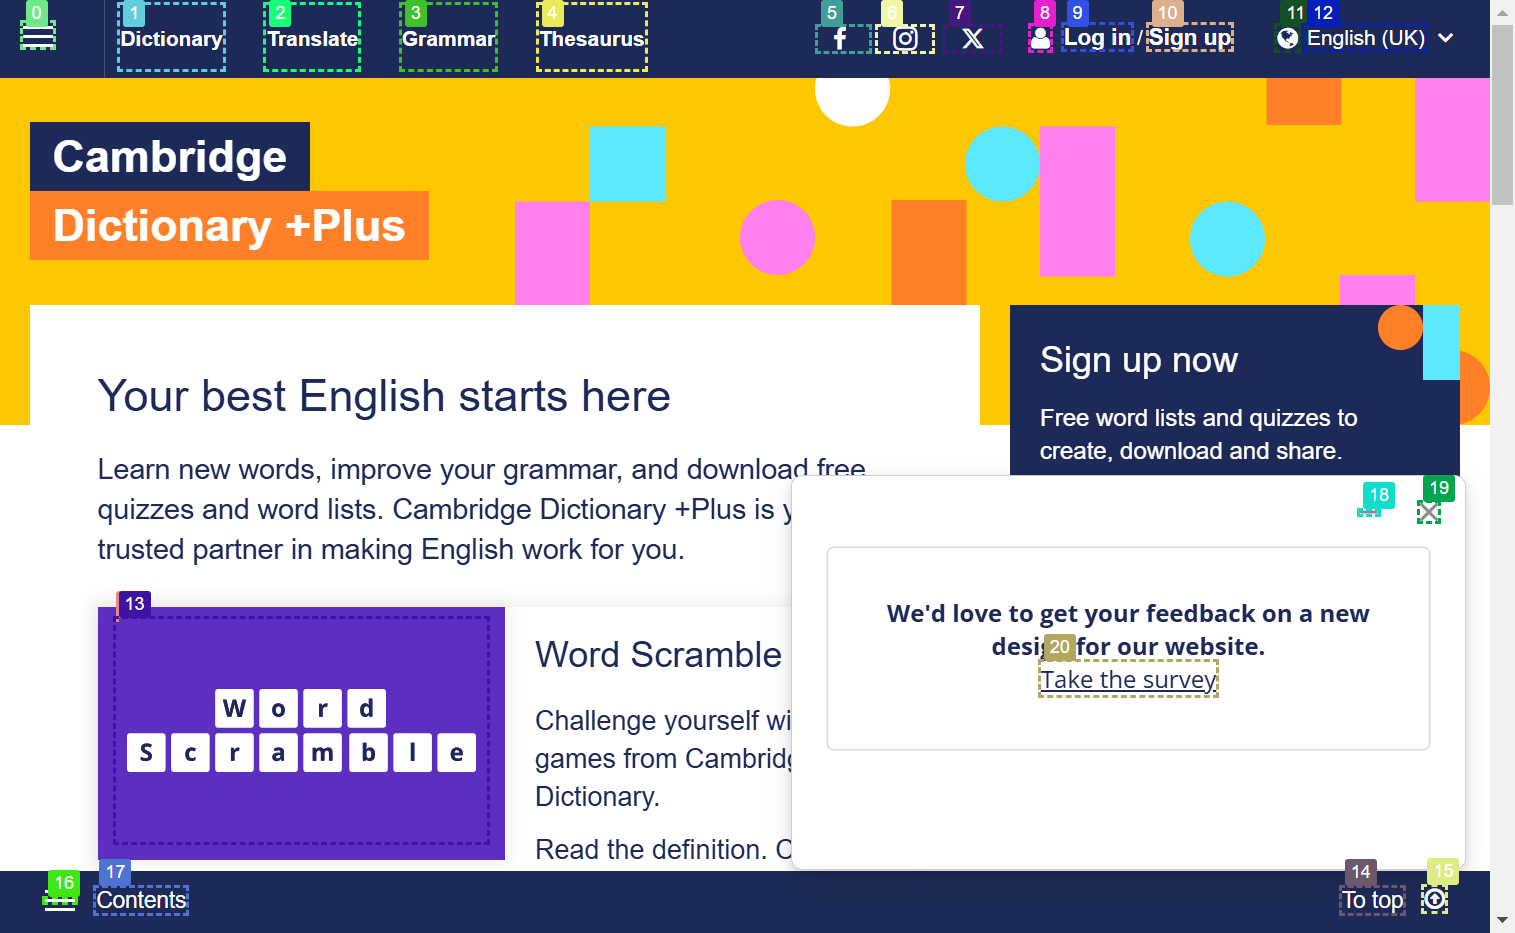 0
1
2
3
4
5
6
7
8
9
10
11
12
Dictionary
Translate
Grammar
Thesaurus
Log in / Sign up
English (UK)
Cambridge
Dictionary +Plus
Your best English starts here
Learn new words, improve your grammar, and download free
quizzes and word lists. Cambridge Dictionary +Plus is y
trusted partner in making English work for you.
Sign up now
Free word lists and quizzes to
create, download and share.
18
19
We'd love to get your feedback on a new
design for our website.
20
Take the survey
13
Word
Scramble
Word Scramble
Challenge yourself wi
games from Cambridg
Dictionary.
Read the definition. C
16
17
Contents
14
15
To top